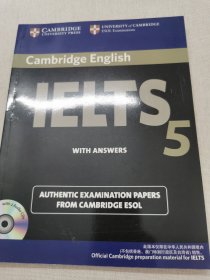 CAMBRIDGE
UNIVERSITY PRESS
UNIVERSITY of CAMBRIDGE
ESOL Examinations
Cambridge English
IELTS 5
WITH ANSWERS
AUTHENTIC EXAMINATION PAPERS
FROM CAMBRIDGE ESOL
Official Cambridge preparation material for IELTS